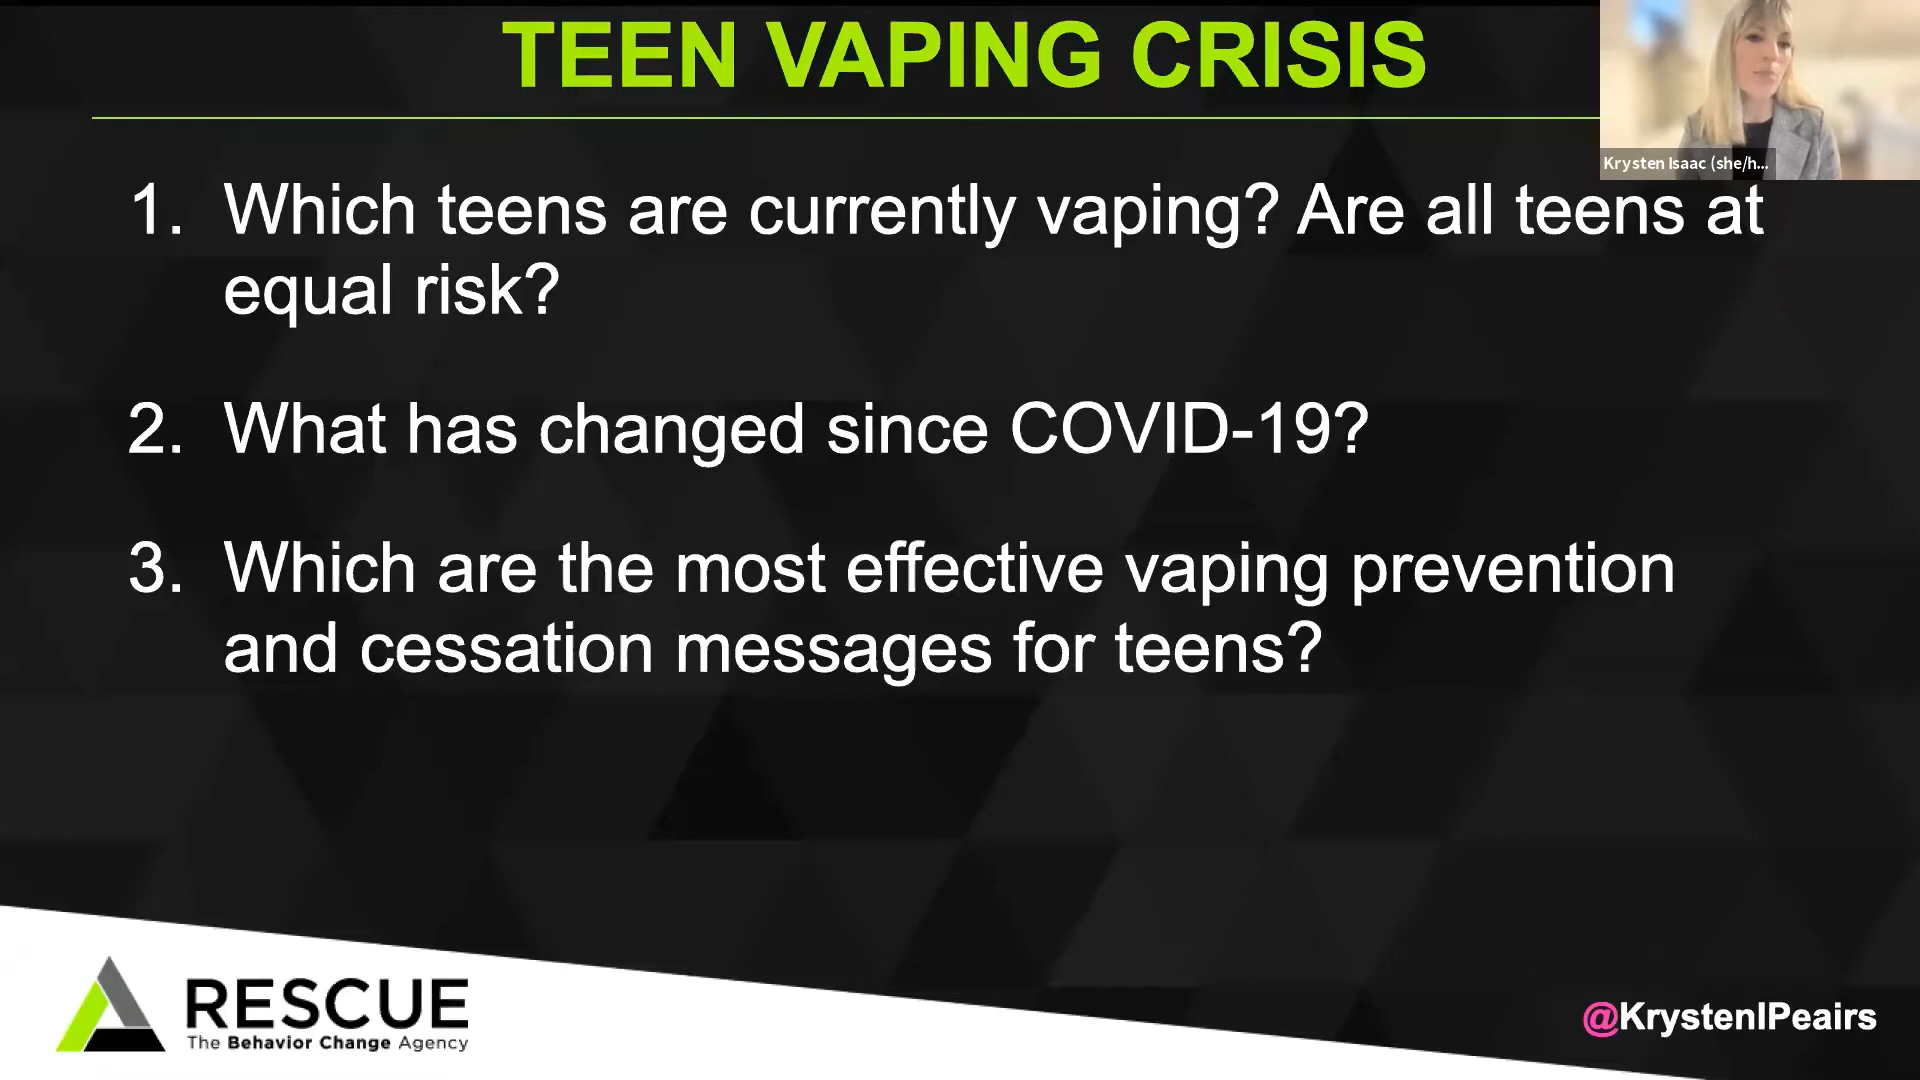 TEEN VAPING CRISIS
Krysten Isaac (she/h...
1. Which teens are currently vaping? Are all teens at
equal risk?
2. What has changed since COVID-19?
3. Which are the most effective vaping prevention
and cessation messages for teens?
RESCUE
The Behavior Change Agency
@KrystenIPeairs